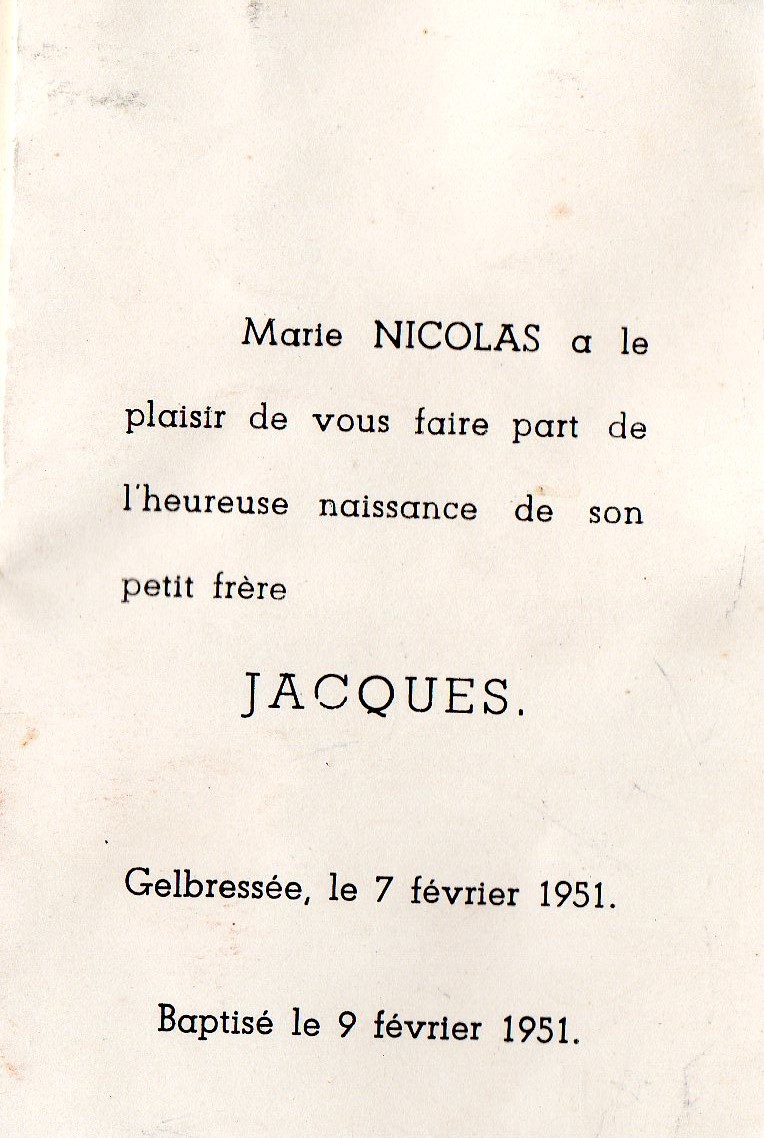 Marie NICOLAS a le
plaisir de vous faire part de
l'heureuse naissance de son
petit frère
JACQUES.
Gelbressée, le 7 février 1951.
Baptisé le 9 février 1951.